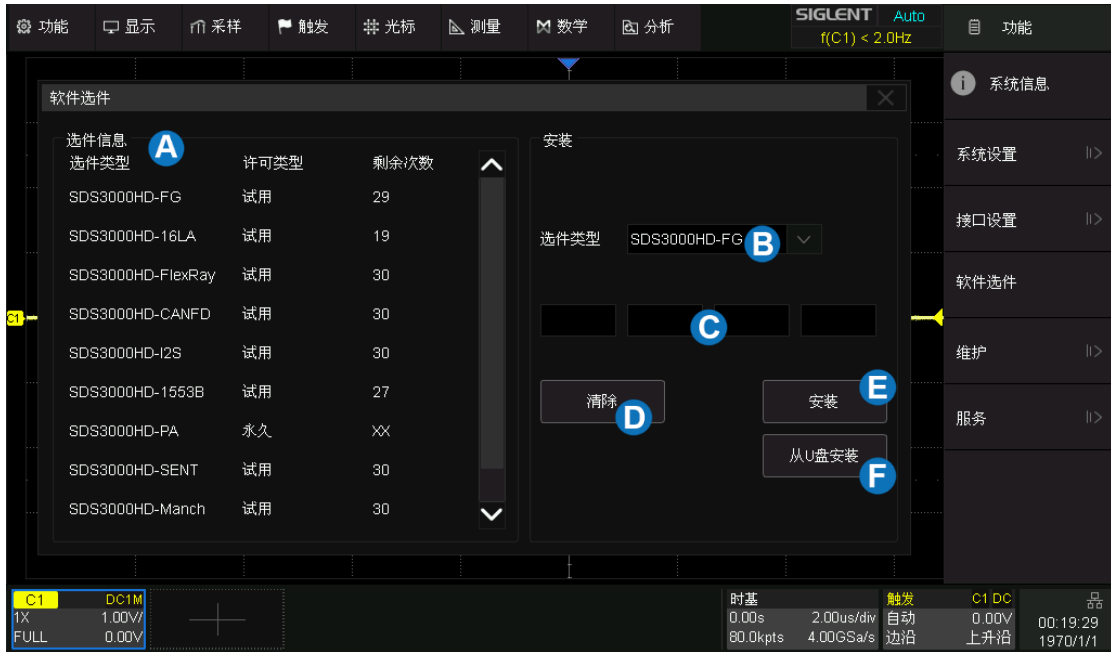 功能 显示 采样 触发 光标 测量 数学 分析 SIGLENT Auto 功能
f(C1) < 2.0Hz
i 系统信息
软件选件
选件信息 A 安装
选件类型 许可类型 剩余次数
系统设置
SDS3000HD-FG 试用 29
接口设置
SDS3000HD-16LA 试用 19
选件类型 SDS3000HD-FG B
SDS3000HD-FlexRay 试用 30
软件选件
SDS3000HD-CANFD 试用 30
C1
C
SDS3000HD-I2S 试用 30
维护
SDS3000HD-1553B 试用 27
清除 D 安装 E
SDS3000HD-PA 永久 XX
服务
从U盘安装 F
SDS3000HD-SENT 试用 30
SDS3000HD-Manch 试用 30
C1 DC1M
1X 1.00V/
FULL 0.00V
时基
0.00s 2.00us/div
80.0kpts 4.00GSa/s
触发 C1 DC
自动 0.00V
边沿 上升沿
00:19:29
1970/1/1